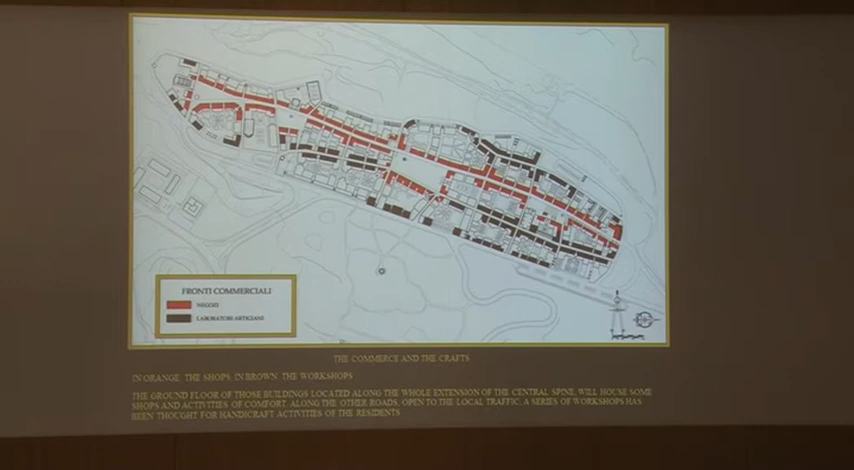 FRONTI COMMERCIALI
NEGOZI
LABORATORI ARTIGIANI
THE COMMERCE AND THE CRAFTS
IN ORANGE THE SHOPS; IN BROWN THE WORKSHOPS
THE GROUND FLOOR OF THOSE BUILDINGS LOCATED ALONG THE WHOLE EXTENSION OF THE CENTRAL SPINE, WILL HOUSE SOME
SHOPS AND ACTIVITIES OF COMFORT. ALONG THE OTHER ROADS, OPEN TO THE LOCAL TRAFFIC, A SERIES OF WORKSHOPS HAS
BEEN THOUGHT FOR HANDICRAFT ACTIVITIES OF THE RESIDENTS